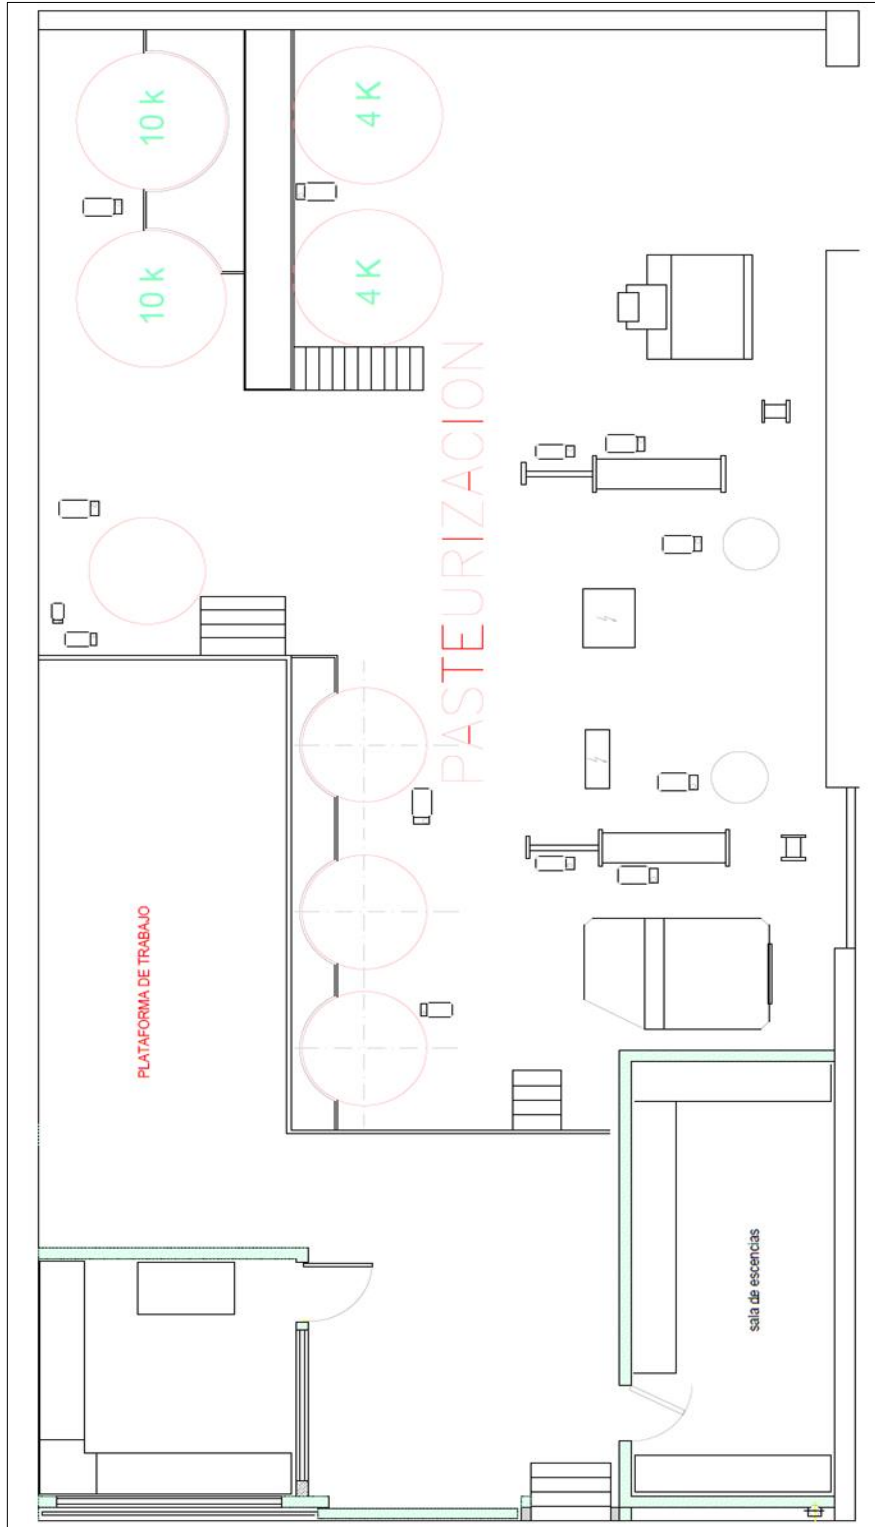 10 k
4 K
10 k
4 K
PASTEURIZACION
PLATAFORMA DE TRABAJO
sala de escencias